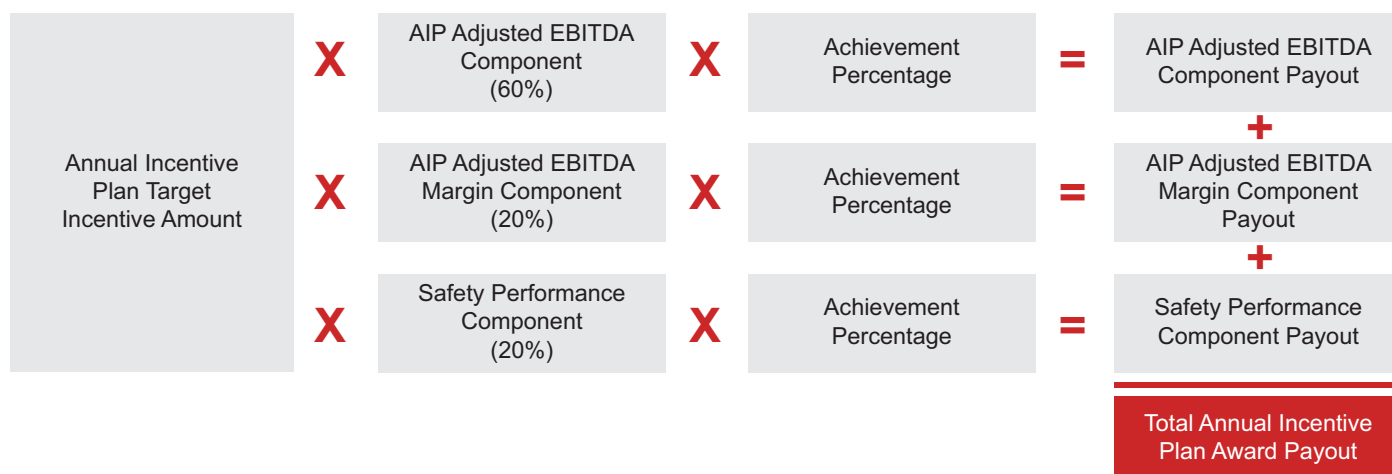 Annual Incentive
Plan Target
Incentive Amount
X
AIP Adjusted EBITDA
Component
(60%)
X
Achievement
Percentage
=
AIP Adjusted EBITDA
Component Payout
+
X
AIP Adjusted EBITDA
Margin Component
(20%)
X
Achievement
Percentage
=
AIP Adjusted EBITDA
Margin Component
Payout
+
X
Safety Performance
Component
(20%)
X
Achievement
Percentage
=
Safety Performance
Component Payout
Total Annual Incentive
Plan Award Payout